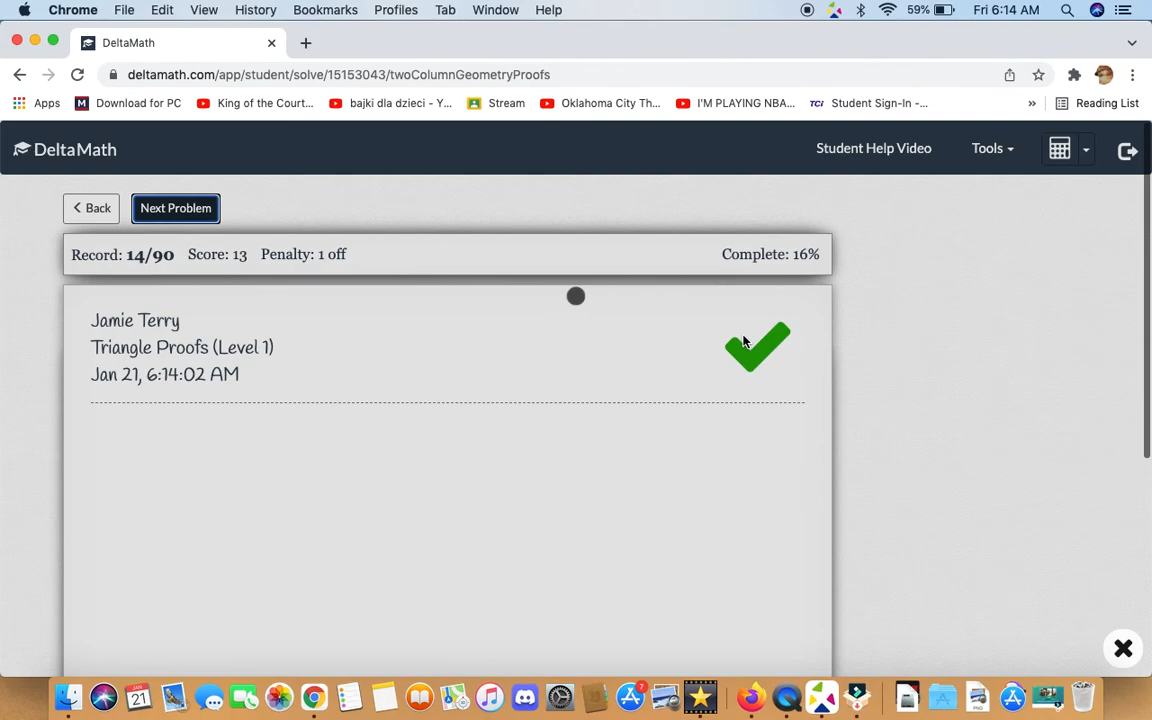 Chrome File Edit View History Bookmarks Profiles Tab Window Help 59% Fri 6:14 AM
DeltaMath
deltamath.com/app/student/solve/15153043/twoColumnGeometryProofs
Apps M Download for PC King of the Court... bajki dla dzieci - Y... Stream Oklahoma City Th... I'M PLAYING NBA... TCi Student Sign-In -... » Reading List
DeltaMath Student Help Video Tools
Back Next Problem
Record: 14/90 Score: 13 Penalty: 1 off Complete: 16%
Jamie Terry
Triangle Proofs (Level 1)
Jan 21, 6:14:02 AM